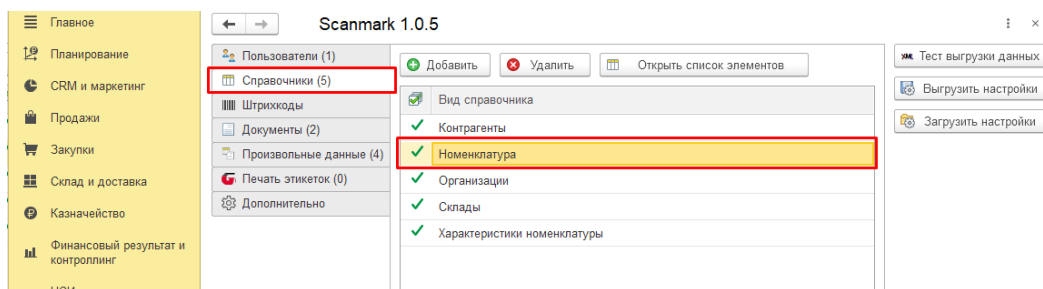 Главное
Планирование
CRM и маркетинг
Продажи
Закупки
Склад и доставка
Казначейство
Финансовый результат и
контроллинг
Scanmark 1.0.5
Пользователи (1)
Справочники (5)
Штрихкоды
Документы (2)
Произвольные данные (4)
Печать этикеток (0)
Дополнительно
Добавить
Удалить
Открыть список элементов
Вид справочника
Контрагенты
Номенклатура
Организации
Склады
Характеристики номенклатуры
XML Тест выгрузки данных
Выгрузить настройки
Загрузить настройки